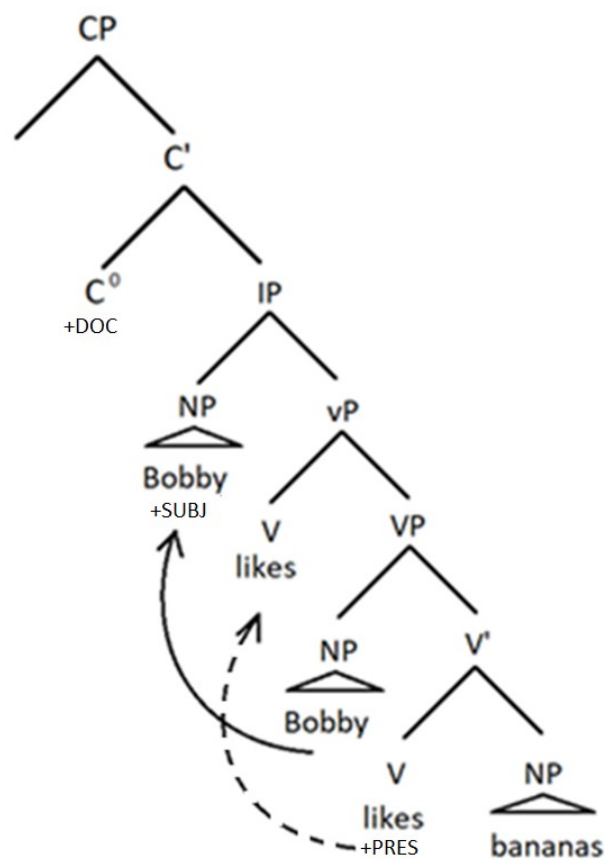 CP
C'
C⁰
+DOC
IP
NP
vP
Bobby
+SUBJ
V
likes
VP
NP
V'
Bobby
V
NP
likes
+PRES
bananas